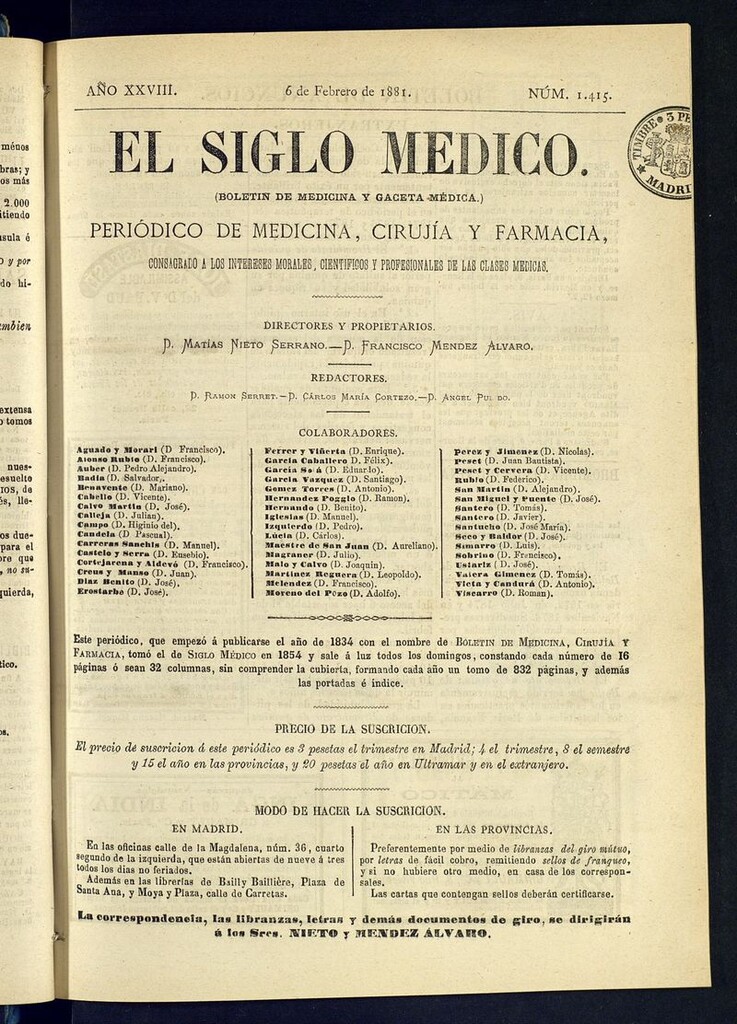 AÑO XXVIII.
6 de Febrero de 1881.
NÚM. 1.415.
TIMBRE 3 PE
MADRI
EL SIGLO MEDICO.
(BOLETIN DE MEDICINA Y GACETA MÉDICA.)
PERIÓDICO DE MEDICINA, CIRUJÍA Y FARMACIA,
CONSAGRADO A LOS INTERESES MORALES, CIENTIFICOS Y PROFESIONALES DE LAS CLASES MEDICAS.
DIRECTORES Y PROPIETARIOS.
D. MATÍAS NIETO SERRANO.—D. FRANCISCO MENDEZ ALVARO.
REDACTORES.
D. RAMON SERRET.—D. CÁRLOS MARÍA CORTEZO.—D. ANGEL PULIDO.
COLABORADORES.
Aguado y Morari (D Francisco).
Alonso Rubio (D. Francisco).
Auber (D. Pedro Alejandro).
Badia (D. Salvador).
Benavente (D. Mariano).
Cabello (D. Vicente).
Calvo Martin (D. José).
Calleja (D. Julian).
Campo (D. Higinio del).
Candela (D Pascual).
Carreras Sanchis (D. Manuel).
Castelo y Serra (D. Eusebio).
Cortejarena y Aldevó (D. Francisco).
Creus y Manso (D. Juan).
Diaz Benito (D. José).
Erostarbe (D. José).
Ferrer y Viñerta (D. Enrique).
Garcia Caballero (D. Félix).
García Solá (D. Eduardo).
Garcia Vazquez (D. Santiago).
Gomez Torres (D. Antonio).
Hernandez Poggio (D. Ramon).
Hernando (D. Benito).
Iglesias (D. Manuel).
Izquierdo (D. Pedro).
Lúcia (D. Cárlos).
Maestre de San Juan (D. Aureliano).
Magraner (D. Julio).
Malo y Calvo (D. Joaquin).
Martinez Reguera (D. Leopoldo).
Melendez (D. Francisco).
Moreno del Pozo (D. Adolfo).
Perez y Jimenez (D. Nicolas).
Peset (D. Juan Bautista).
Peset y Cervera (D. Vicente).
Rubio (D. Federico).
San Martin (D. Alejandro).
San Miguel y Puente (D. José).
Santero (D. Tomás).
Santero (D. Javier).
Santucho (D. José María).
Seco y Baldor (D. José).
Simarro (D. Luis).
Sobrino (D. Francisco).
Ustariz (D. José).
Valera Gimenez (D. Tomás).
Vieta y Candurá (D. Antonio).
Viscarro (D. Roman).
Este periódico, que empezó á publicarse el año de 1834 con el nombre de BOLETIN DE MEDICINA, CIRUJÍA Y
FARMACIA, tomó el de SIGLO MÉDICO en 1854 y sale á luz todos los domingos, constando cada número de 16
páginas ó sean 32 columnas, sin comprender la cubierta, formando cada año un tomo de 832 páginas, y además
las portadas é índice.
PRECIO DE LA SUSCRICION.
El precio de suscricion á este periódico es 3 pesetas el trimestre en Madrid; 4 el trimestre, 8 el semestre
y 15 el año en las provincias, y 20 pesetas el año en Ultramar y en el extranjero.
MODO DE HACER LA SUSCRICION.
EN MADRID.
En las oficinas calle de la Magdalena, núm. 36, cuarto
segundo de la izquierda, que están abiertas de nueve á tres
todos los dias no feriados.
Además en las librerías de Bailly Baillière, Plaza de
Santa Ana, y Moya y Plaza, calle de Carretas.
EN LAS PROVINCIAS.
Preferentemente por medio de libranzas del giro mútuo,
por letras de fácil cobro, remitiendo sellos de franqueo,
y si no hubiere otro medio, en casa de los correspon-
sales.
Las cartas que contengan sellos deberán certificarse.
La correspondencia, las libranzas, letras y demás documentos de giro, se dirigirán
á los Sres. NIETO y MENDEZ ÁLVARO.